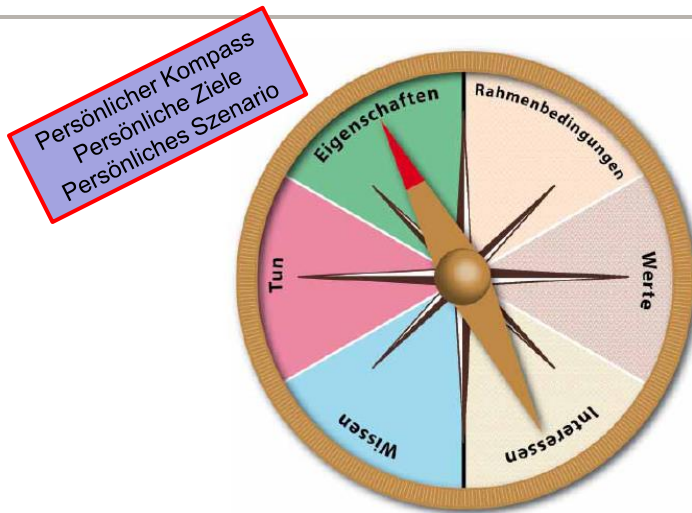 Persönlicher Kompass
Persönliche Ziele
Persönliches Szenario
Eigenschaften
Rahmenbedingungen
Tun
Werte
Wissen
Interessen